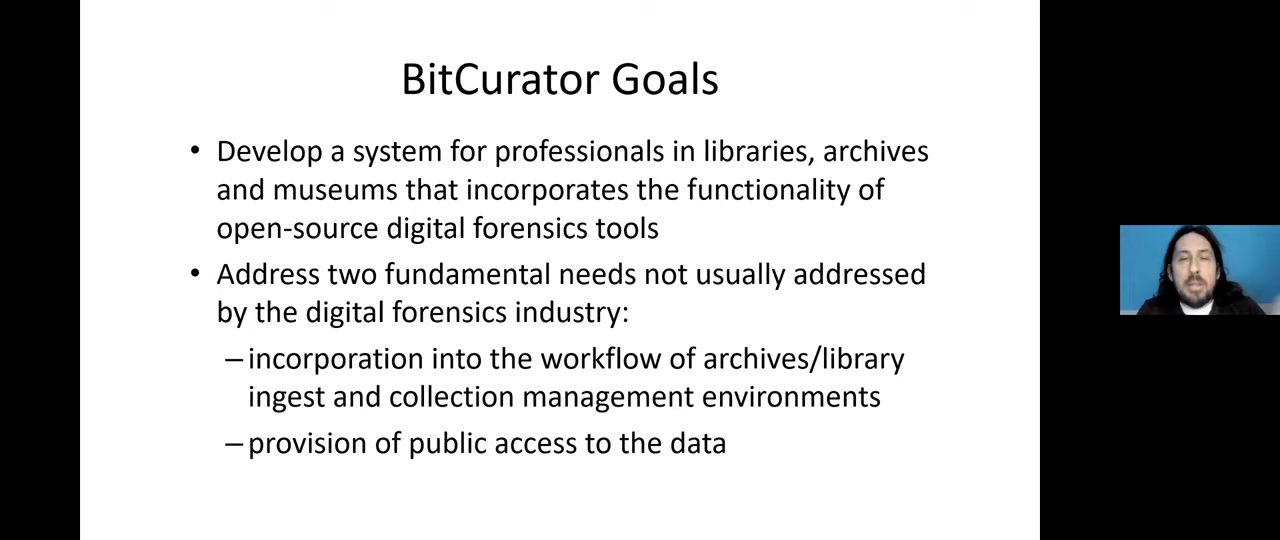 BitCurator Goals
• Develop a system for professionals in libraries, archives
and museums that incorporates the functionality of
open-source digital forensics tools
• Address two fundamental needs not usually addressed
by the digital forensics industry:
– incorporation into the workflow of archives/library
ingest and collection management environments
– provision of public access to the data